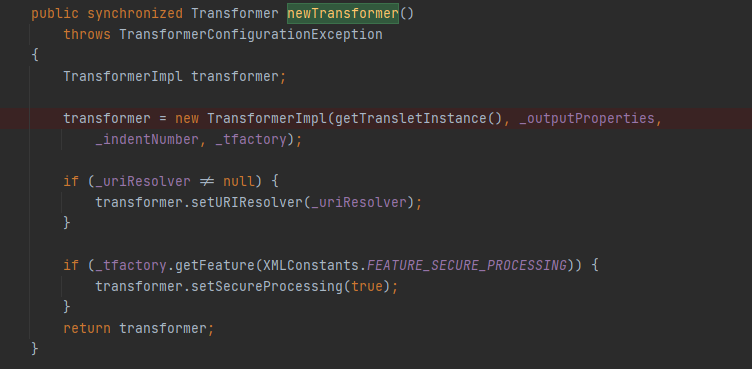 public synchronized Transformer newTransformer()
    throws TransformerConfigurationException
{
    TransformerImpl transformer;

    transformer = new TransformerImpl(getTransletInstance(), _outputProperties,
        _indentNumber, _tfactory);

    if (_uriResolver ≠ null) {
        transformer.setURIResolver(_uriResolver);
    }

    if (_tfactory.getFeature(XMLConstants.FEATURE_SECURE_PROCESSING)) {
        transformer.setSecureProcessing(true);
    }
    return transformer;
}